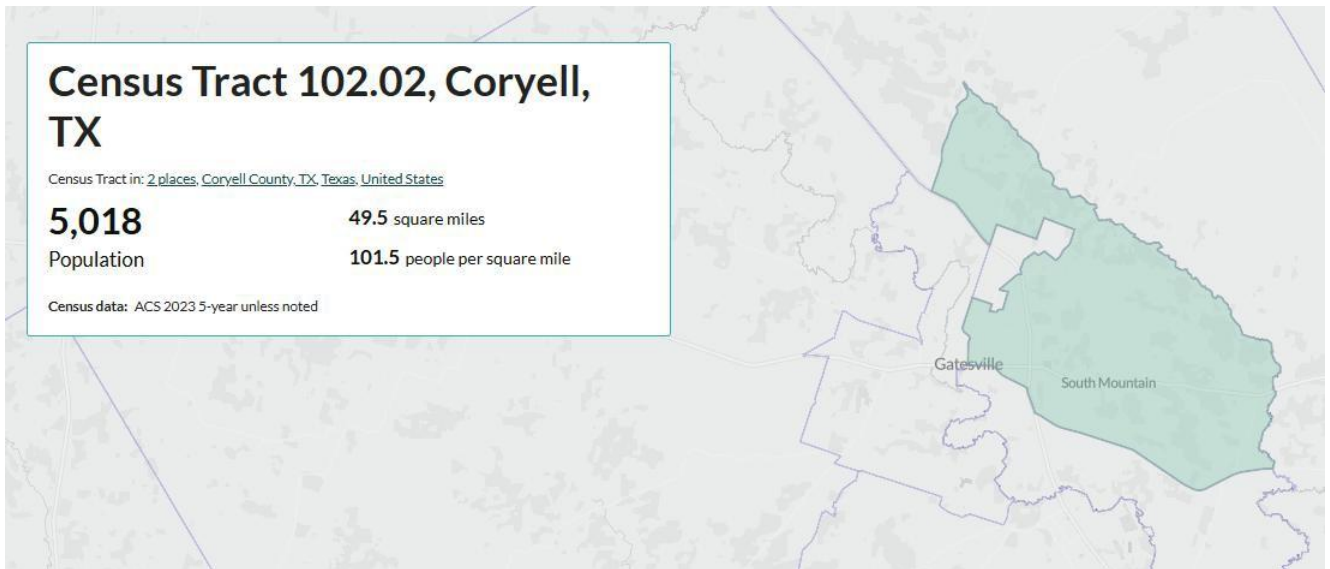 Census Tract 102.02, Coryell,
TX
Census Tract in: 2 places, Coryell County, TX, Texas, United States
5,018
Population
49.5 square miles
101.5 people per square mile
Census data: ACS 2023 5-year unless noted
Gatesville
South Mountain